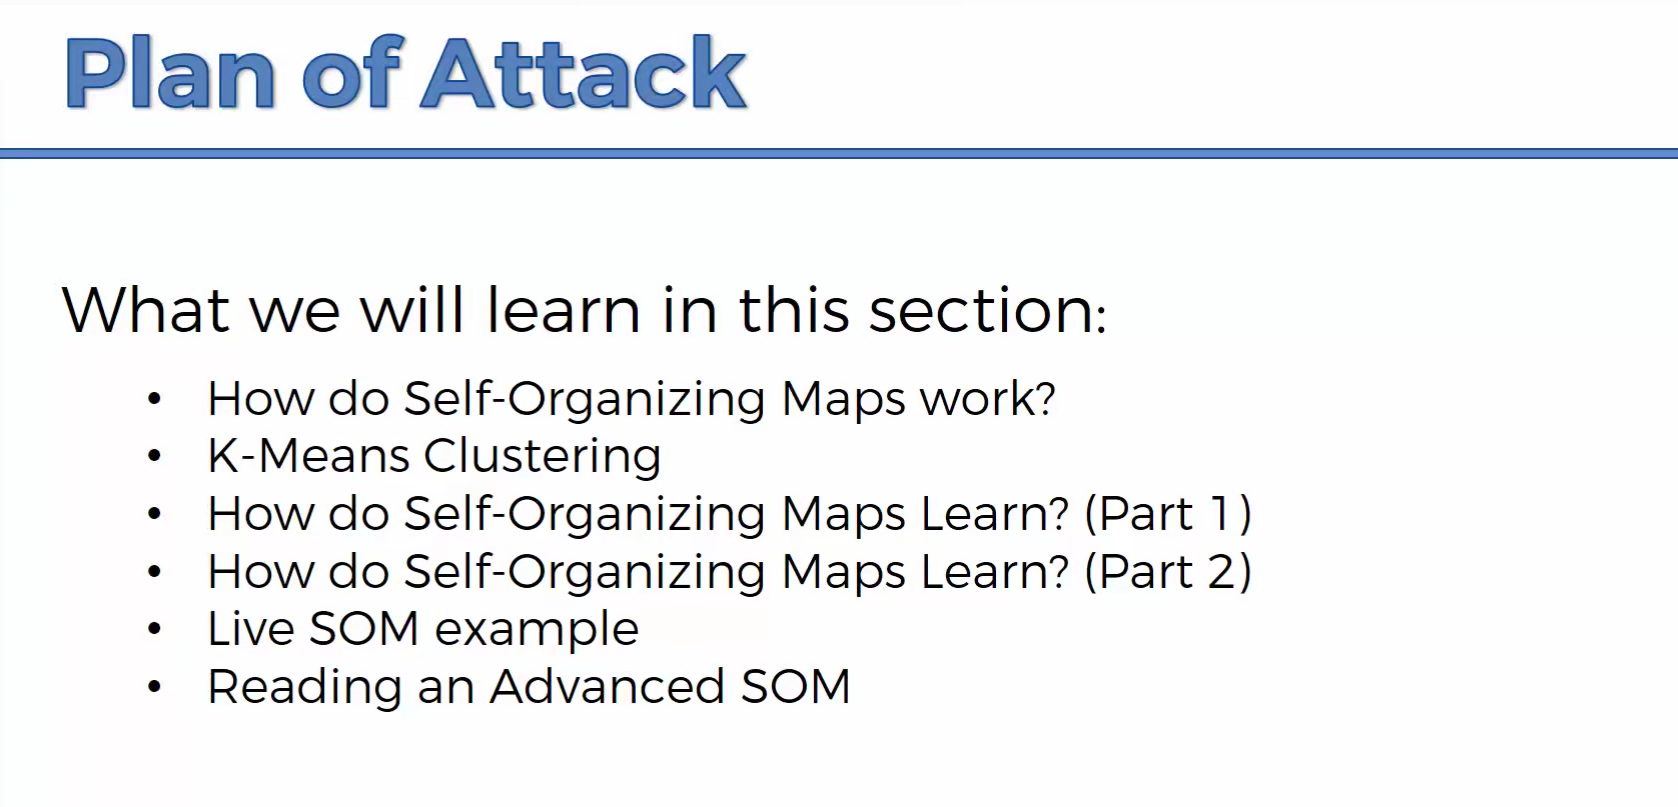 Plan of Attack
What we will learn in this section:
• How do Self-Organizing Maps work?
• K-Means Clustering
• How do Self-Organizing Maps Learn? (Part 1)
• How do Self-Organizing Maps Learn? (Part 2)
• Live SOM example
• Reading an Advanced SOM